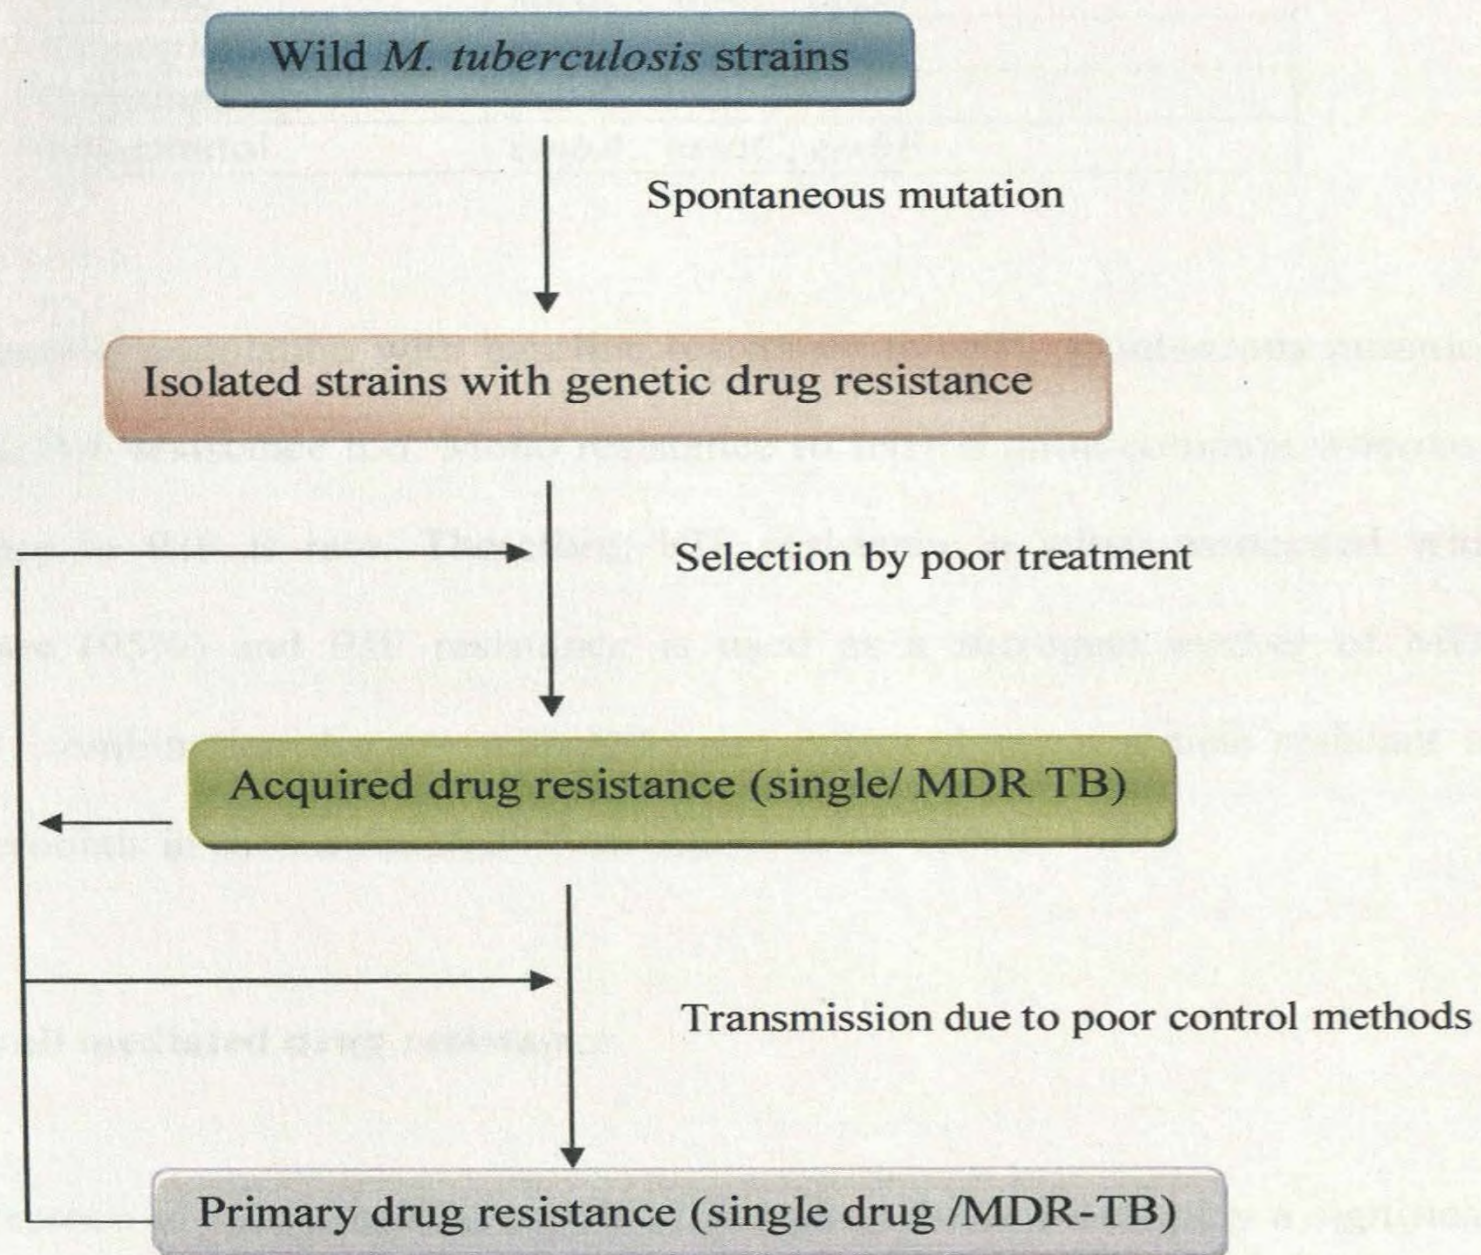 Wild M. tuberculosis strains
Spontaneous mutation
Isolated strains with genetic drug resistance
Selection by poor treatment
Acquired drug resistance (single/ MDR TB)
Transmission due to poor control methods
Primary drug resistance (single drug /MDR-TB)